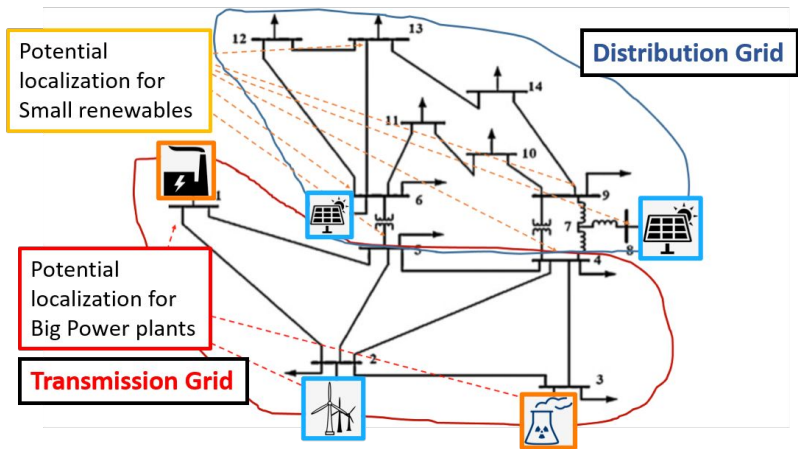 12
13
Distribution Grid
Potential
localization for
Small renewables
14
11
10
1
6
9
7
5
8
4
Potential
localization for
Big Power plants
2
3
Transmission Grid